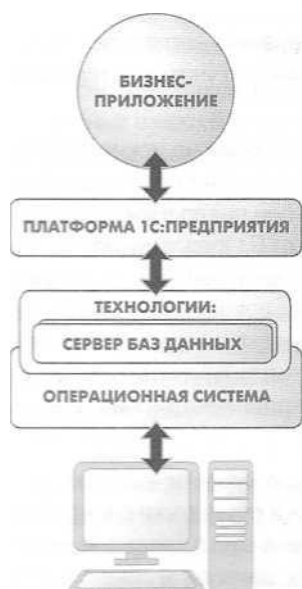 БИЗНЕС-
ПРИЛОЖЕНИЕ
ПЛАТФОРМА 1С:ПРЕДПРИЯТИЯ
ТЕХНОЛОГИИ:
СЕРВЕР БАЗ ДАННЫХ
ОПЕРАЦИОННАЯ СИСТЕМА